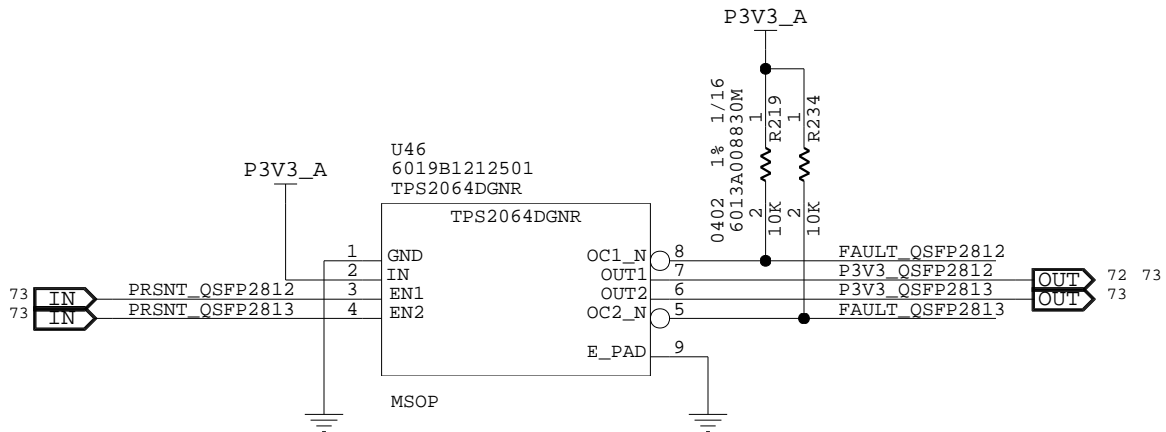 P3V3_A
0402 1% 1/16
6013A008830M
1
R219
2
10K
1
R234
2
10K
U46
6019B1212501
TPS2064DGNR
P3V3_A
TPS2064DGNR
1 GND
2 IN
73 IN PRSNT_QSFP2812 3 EN1
73 IN PRSNT_QSFP2813 4 EN2
OC1_N 8 FAULT_QSFP2812
OUT1 7 P3V3_QSFP2812 OUT 72 73
OUT2 6 P3V3_QSFP2813 OUT 73
OC2_N 5 FAULT_QSFP2813
E_PAD 9
MSOP